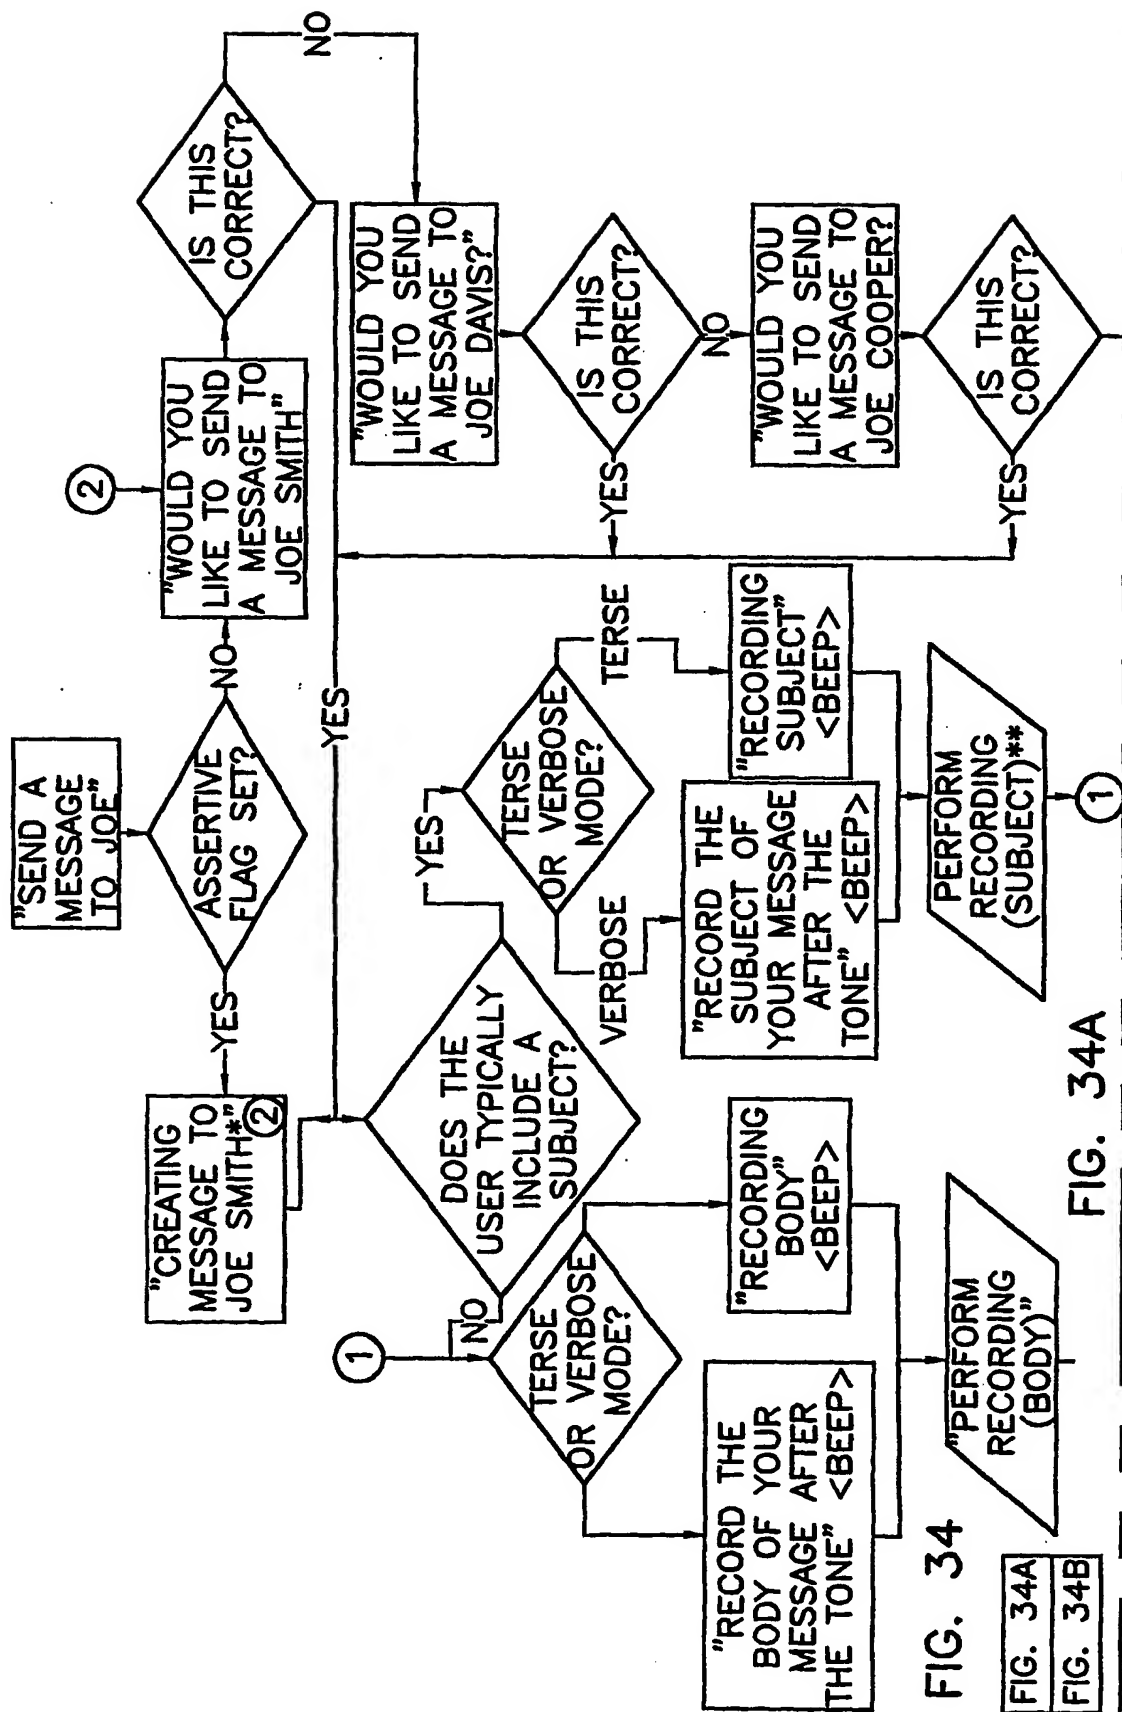 "SEND A
MESSAGE
TO JOE"
ASSERTIVE
FLAG SET?
YES
NO
"CREATING
MESSAGE TO
JOE SMITH*"
2
2
"WOULD YOU
LIKE TO SEND
A MESSAGE TO
JOE SMITH"
IS THIS
CORRECT?
NO
YES
"WOULD YOU
LIKE TO SEND
A MESSAGE TO
JOE DAVIS?"
IS THIS
CORRECT?
YES
NO
"WOULD YOU
LIKE TO SEND
A MESSAGE TO
JOE COOPER?
IS THIS
CORRECT?
YES
DOES THE
USER TYPICALLY
INCLUDE A
SUBJECT?
YES
NO
TERSE
OR VERBOSE
MODE?
VERBOSE
TERSE
"RECORD THE
SUBJECT OF
YOUR MESSAGE
AFTER THE
TONE" <BEEP>
"RECORDING
SUBJECT"
<BEEP>
PERFORM
RECORDING
(SUBJECT)**
1
1
TERSE
OR VERBOSE
MODE?
"RECORD THE
BODY OF YOUR
MESSAGE AFTER
THE TONE" <BEEP>
"RECORDING
BODY"
<BEEP>
"PERFORM
RECORDING
(BODY)"
FIG. 34
FIG. 34A
FIG. 34A
FIG. 34B